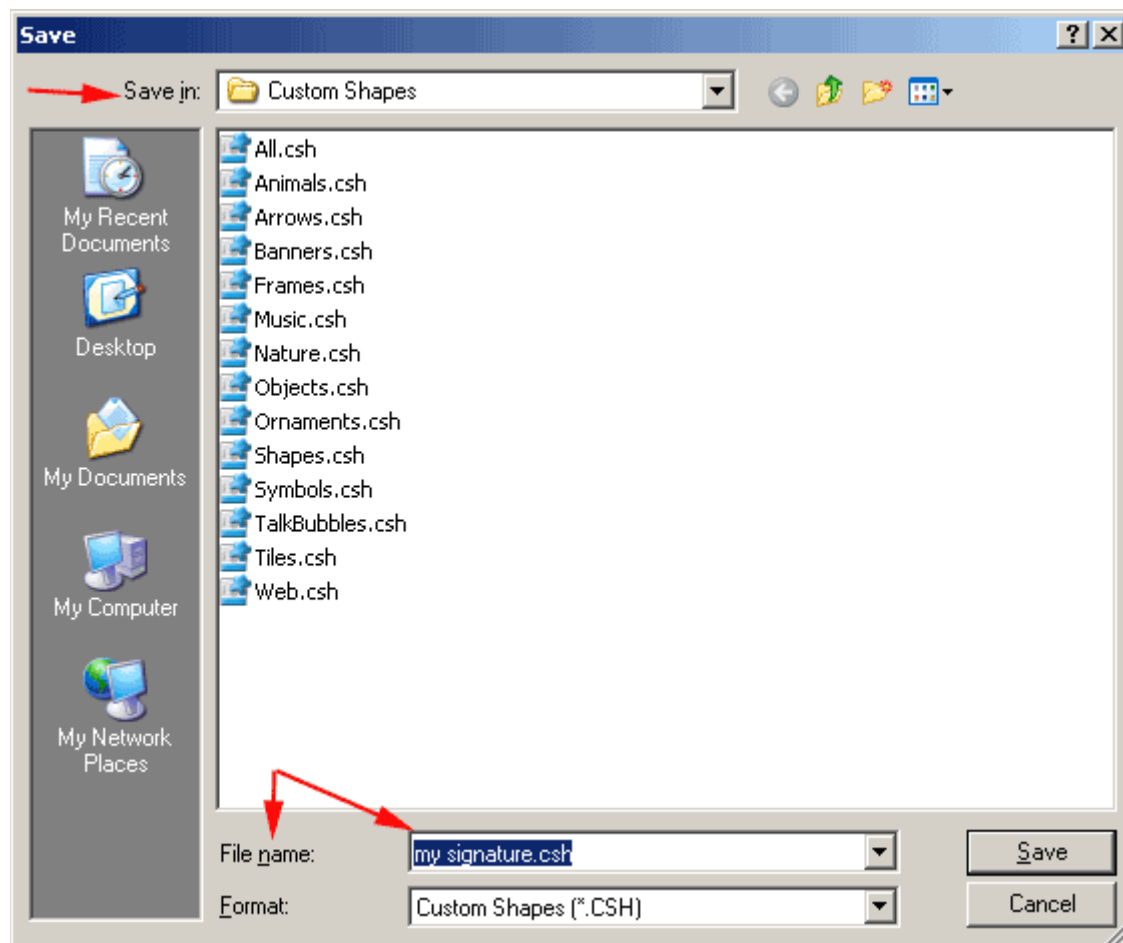 Save
Save in: Custom Shapes
My Recent
Documents
Desktop
My Documents
My Computer
My Network
Places
All.csh
Animals.csh
Arrows.csh
Banners.csh
Frames.csh
Music.csh
Nature.csh
Objects.csh
Ornaments.csh
Shapes.csh
Symbols.csh
TalkBubbles.csh
Tiles.csh
Web.csh
File name: my signature.csh Save
Format: Custom Shapes (*.CSH) Cancel